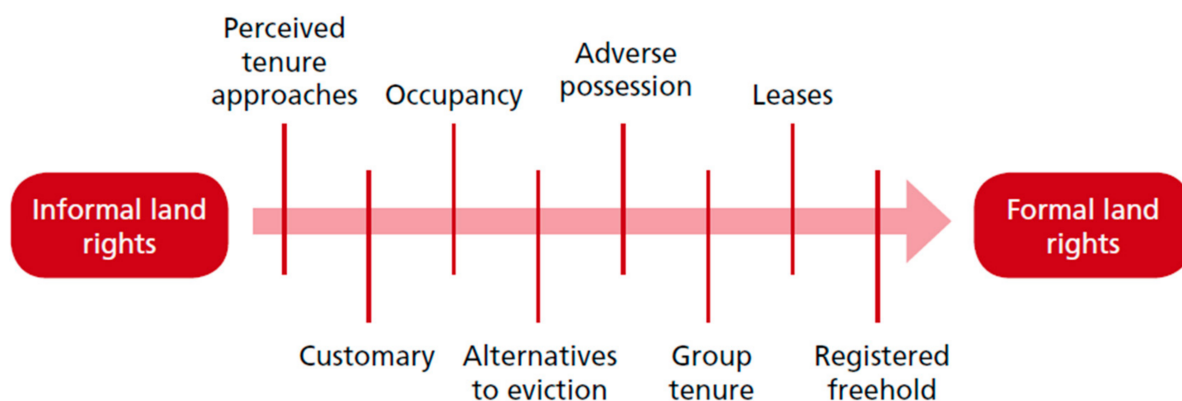 Perceived
tenure
approaches
Occupancy
Adverse
possession
Leases
Informal land
rights
Formal land
rights
Customary
Alternatives
to eviction
Group
tenure
Registered
freehold